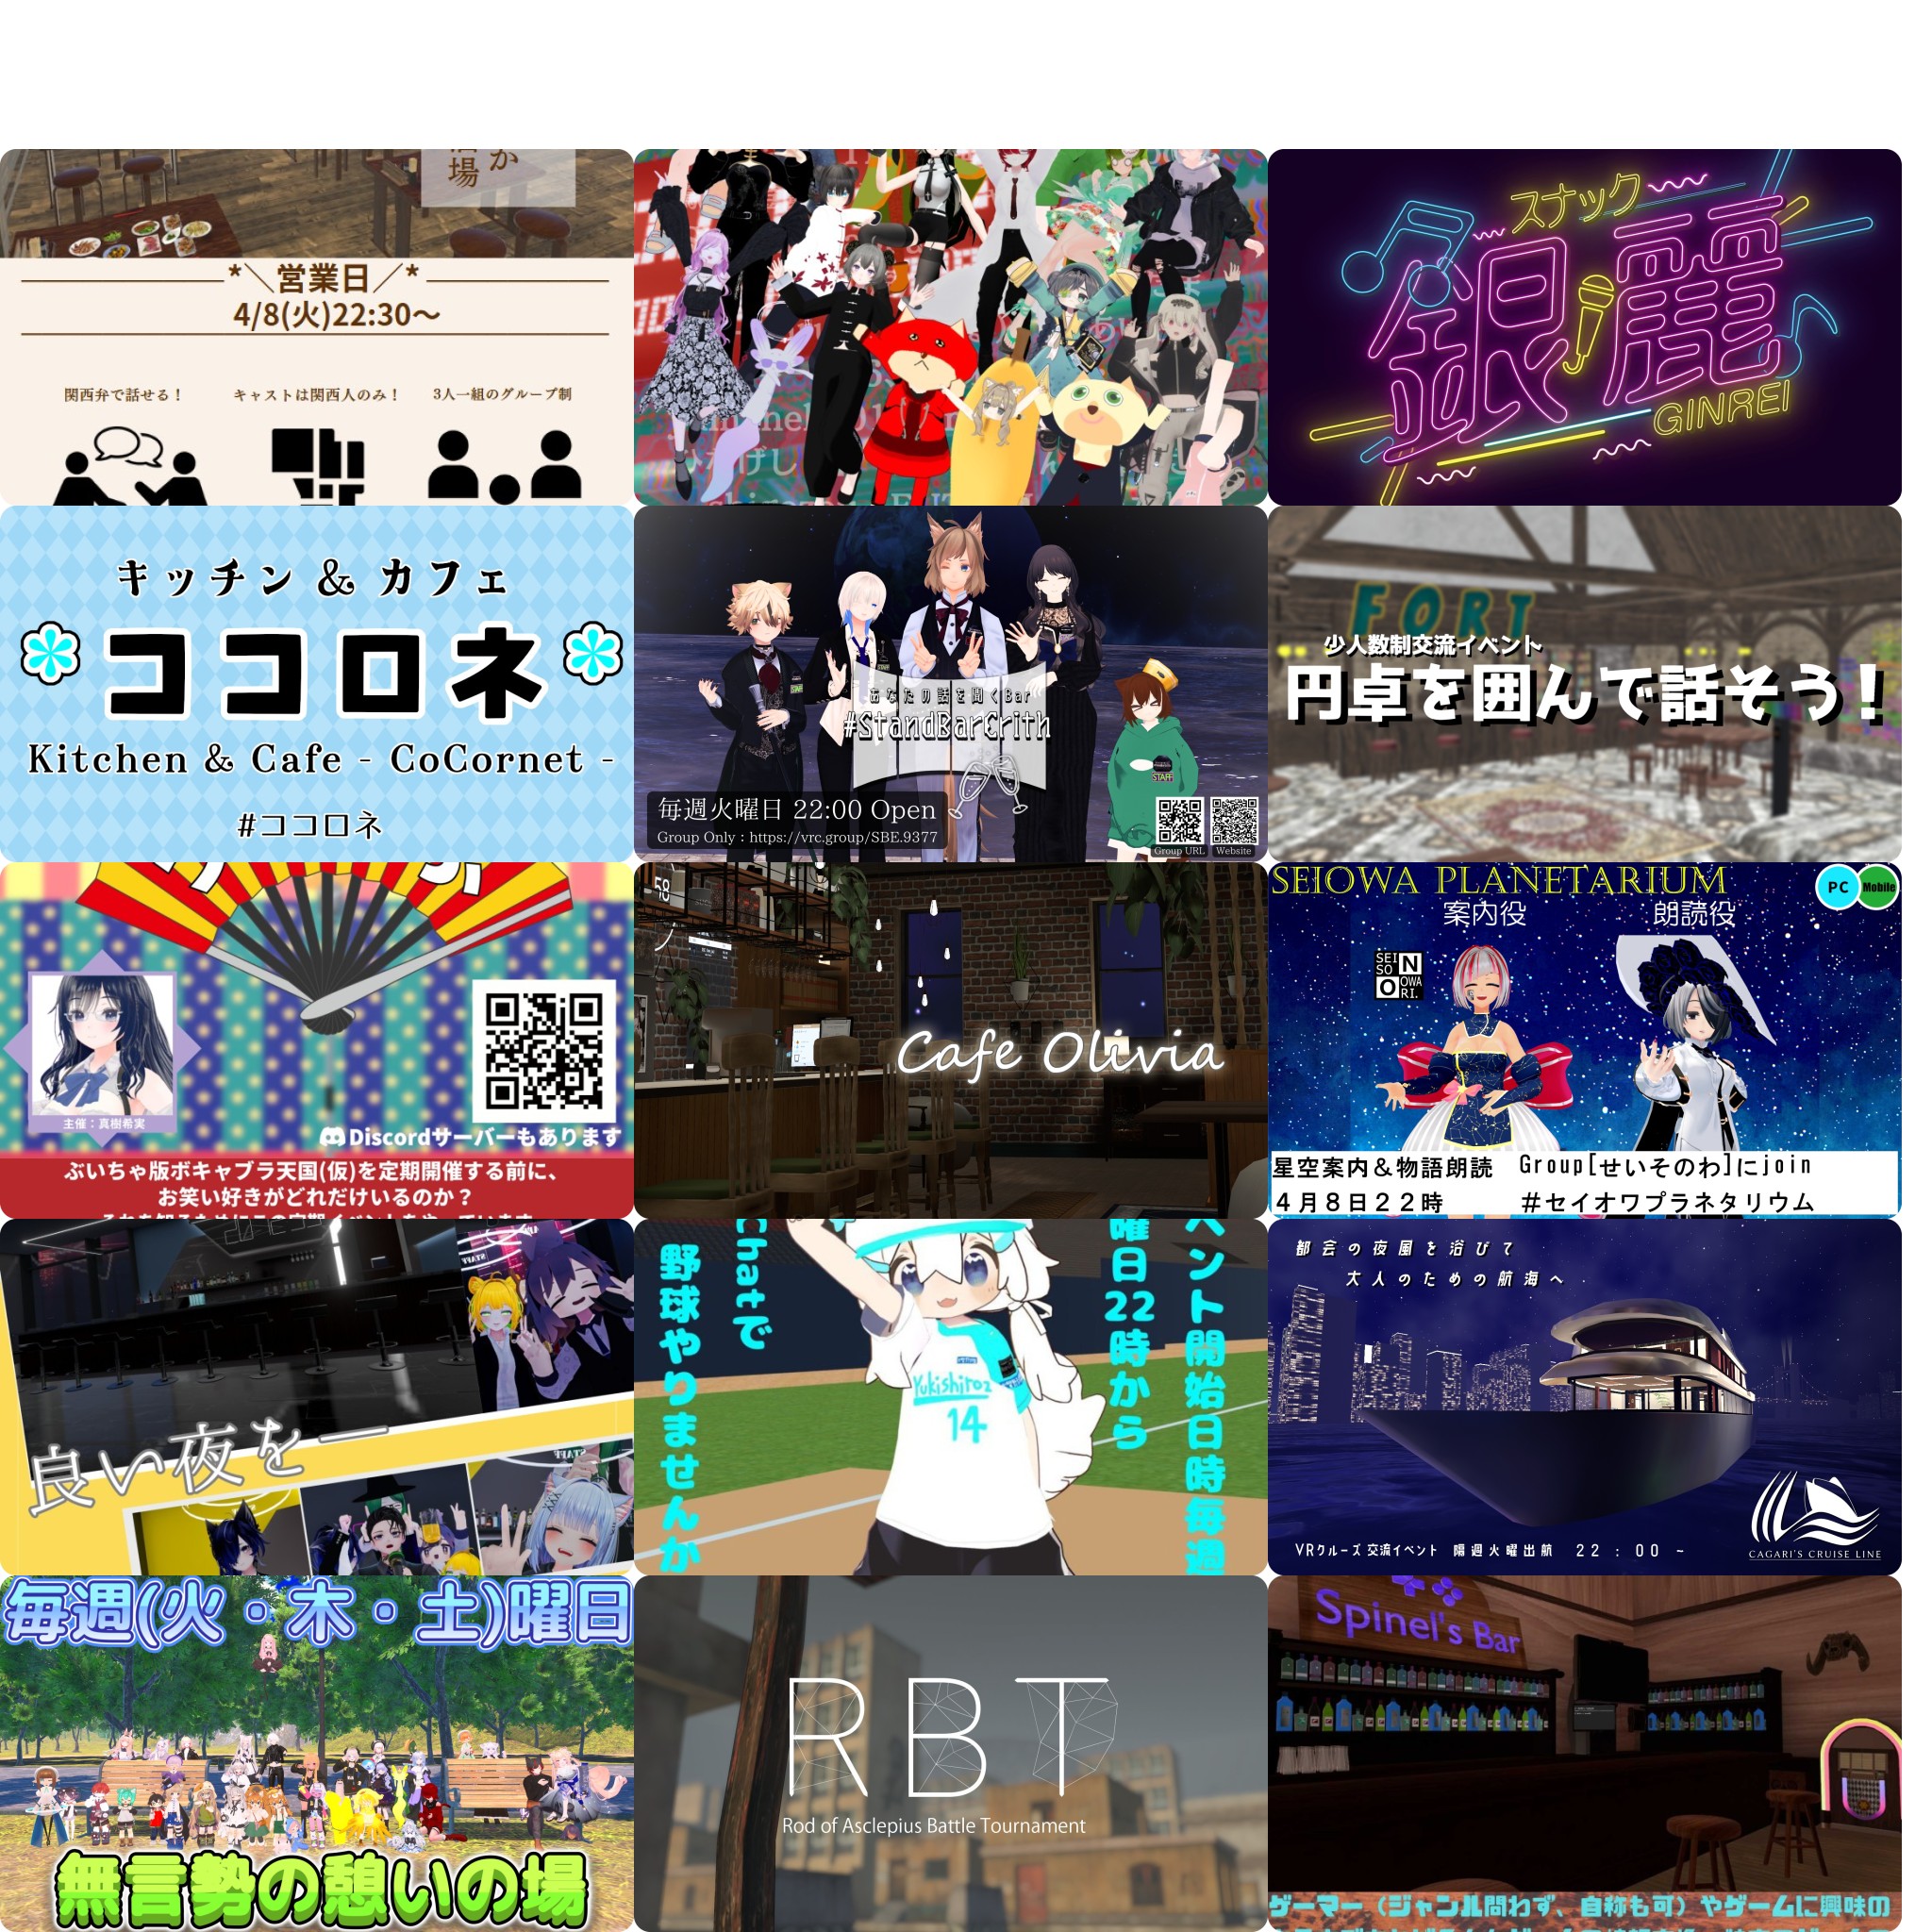 か
場
*＼営業日／*
4/8(火)22:30〜
関西弁で話せる！
キャストは関西人のみ！
3人一組のグループ制
スナック
銀麗
GINREI
キッチン & カフェ
ココロネ
Kitchen & Cafe - CoCornet -
#ココロネ
あなたの話を聞くBar
#StandBarCrith
STAFF
毎週火曜日 22:00 Open
Group Only : https://vrc.group/SBE.9377
Group URL
Website
FORT
少人数制交流イベント
円卓を囲んで話そう！
主催：真樹希実
Discordサーバーもあります
ぶいちゃ版ボキャブラ天国(仮)を定期開催する前に、
お笑い好きがどれだけいるのか？
Cafe Olivia
SEIOWA PLANETARIUM
PC
Mobile
案内役
朗読役
SEI
SO
N
O
OWA
RI.
星空案内＆物語朗読
Group[せいそのわ]にjoin
4月8日22時
#セイオワプラネタリウム
良い夜を―
ベント開始日時毎週
曜日22時から
Chatで
野球やりませんか
Yukishiroz
14
都会の夜風を浴びて
大人のための航海へ
VRクルーズ交流イベント 隔週火曜出航 22:00~
CAGARI'S CRUISE LINE
毎週(火・木・土)曜日
無言勢の憩いの場
RBT
Rod of Asclepius Battle Tournament
Spinel's Bar
ゲーマー（ジャンル問わず、自称も可）やゲームに興味の